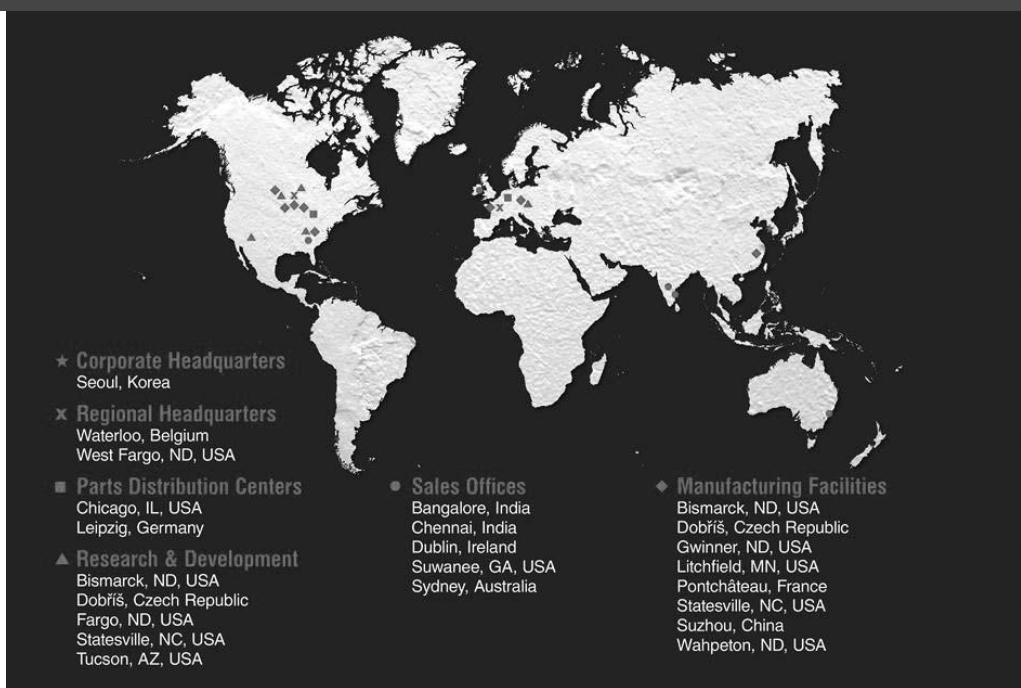 Corporate Headquarters
Seoul, Korea
Regional Headquarters
Waterloo, Belgium
West Fargo, ND, USA
Parts Distribution Centers
Chicago, IL, USA
Leipzig, Germany
Research & Development
Bismarck, ND, USA
Dobříš, Czech Republic
Fargo, ND, USA
Statesville, NC, USA
Tucson, AZ, USA
Sales Offices
Bangalore, India
Chennai, India
Dublin, Ireland
Suwanee, GA, USA
Sydney, Australia
Manufacturing Facilities
Bismarck, ND, USA
Dobříš, Czech Republic
Gwinner, ND, USA
Litchfield, MN, USA
Pontchâteau, France
Statesville, NC, USA
Suzhou, China
Wahpeton, ND, USA